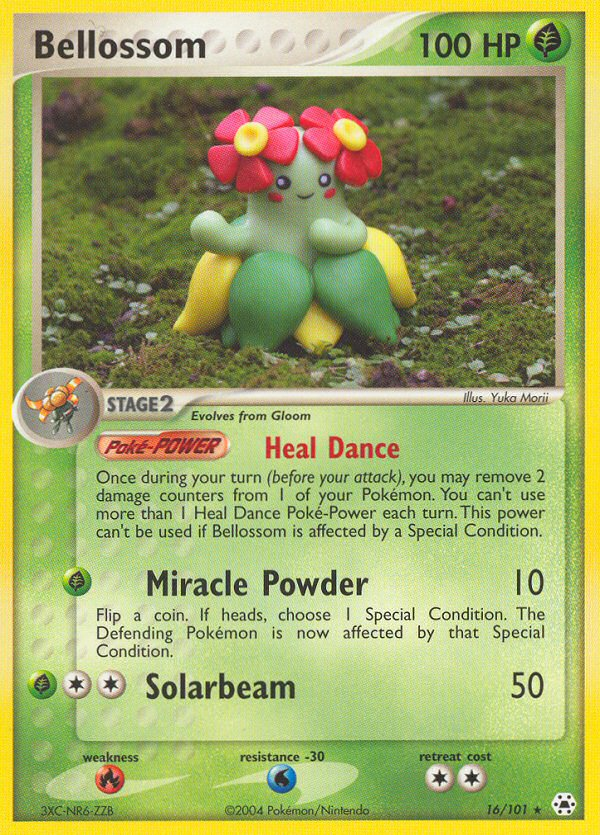 Bellossom
100 HP
Illus. Yuka Morii
STAGE2
Evolves from Gloom
Poké-POWER Heal Dance
Once during your turn (before your attack), you may remove 2
damage counters from 1 of your Pokémon. You can't use
more than 1 Heal Dance Poké-Power each turn. This power
can't be used if Bellossom is affected by a Special Condition.
Miracle Powder 10
Flip a coin. If heads, choose 1 Special Condition. The
Defending Pokémon is now affected by that Special
Condition.
Solarbeam 50
weakness resistance -30 retreat cost
3XC-NR6-ZZB ©2004 Pokémon/Nintendo 16/101 ★